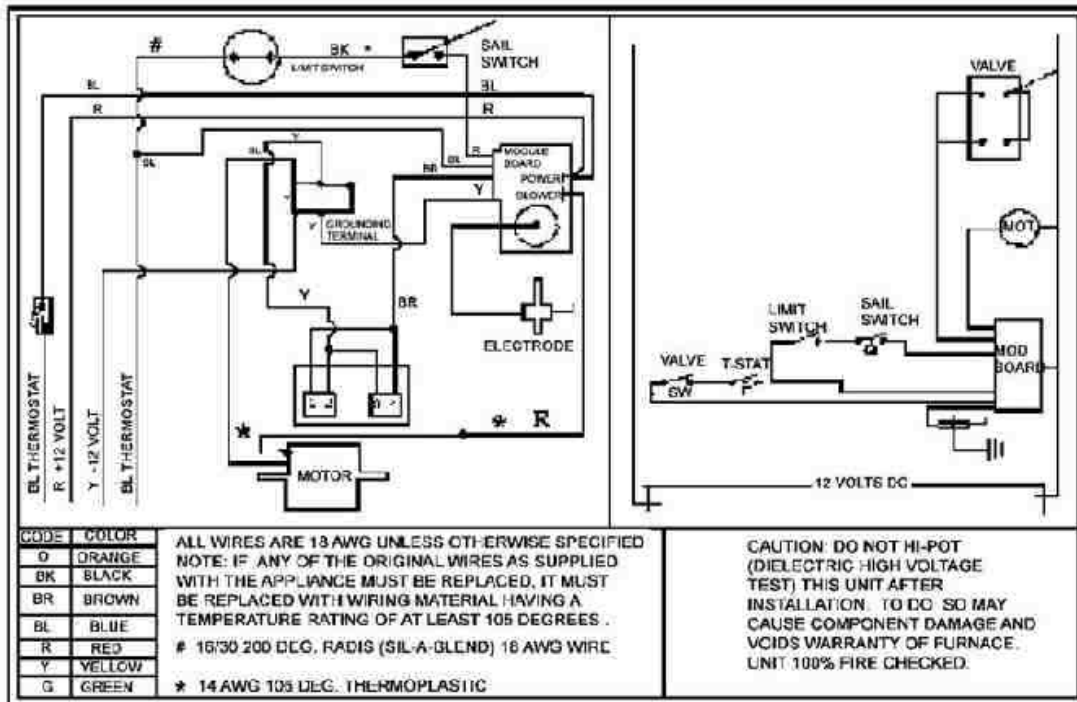 #
BK *
LIMIT SWITCH
SAIL
SWITCH
BL
BL
R
R
Y
BL
BL
R
BL
BR
MODULE
BOARD
POWER
BLOWER
Y
Y
Y
GROUNDING
TERMINAL
Y
BR
ELECTRODE
* R
*
MOTOR
BL THERMOSTAT
R +12 VOLT
Y -12 VOLT
BL THERMOSTAT
VALVE
MOT
LIMIT
SWITCH
SAIL
SWITCH
VALVE
SW
T-STAT
MOD
BOARD
12 VOLTS DC
CODE COLOR
O ORANGE
BK BLACK
BR BROWN
BL BLUE
R RED
Y YELLOW
G GREEN
ALL WIRES ARE 18 AWG UNLESS OTHERWISE SPECIFIED
NOTE: IF ANY OF THE ORIGINAL WIRES AS SUPPLIED
WITH THE APPLIANCE MUST BE REPLACED, IT MUST
BE REPLACED WITH WIRING MATERIAL HAVING A
TEMPERATURE RATING OF AT LEAST 105 DEGREES .
# 16/30 200 DEG. RADIS (SIL-A-BLEND) 18 AWG WIRE
* 14 AWG 105 DEG. THERMOPLASTIC
CAUTION: DO NOT HI-POT
(DIELECTRIC HIGH VOLTAGE
TEST) THIS UNIT AFTER
INSTALLATION. TO DO SO MAY
CAUSE COMPONENT DAMAGE AND
VOIDS WARRANTY OF FURNACE.
UNIT 100% FIRE CHECKED.